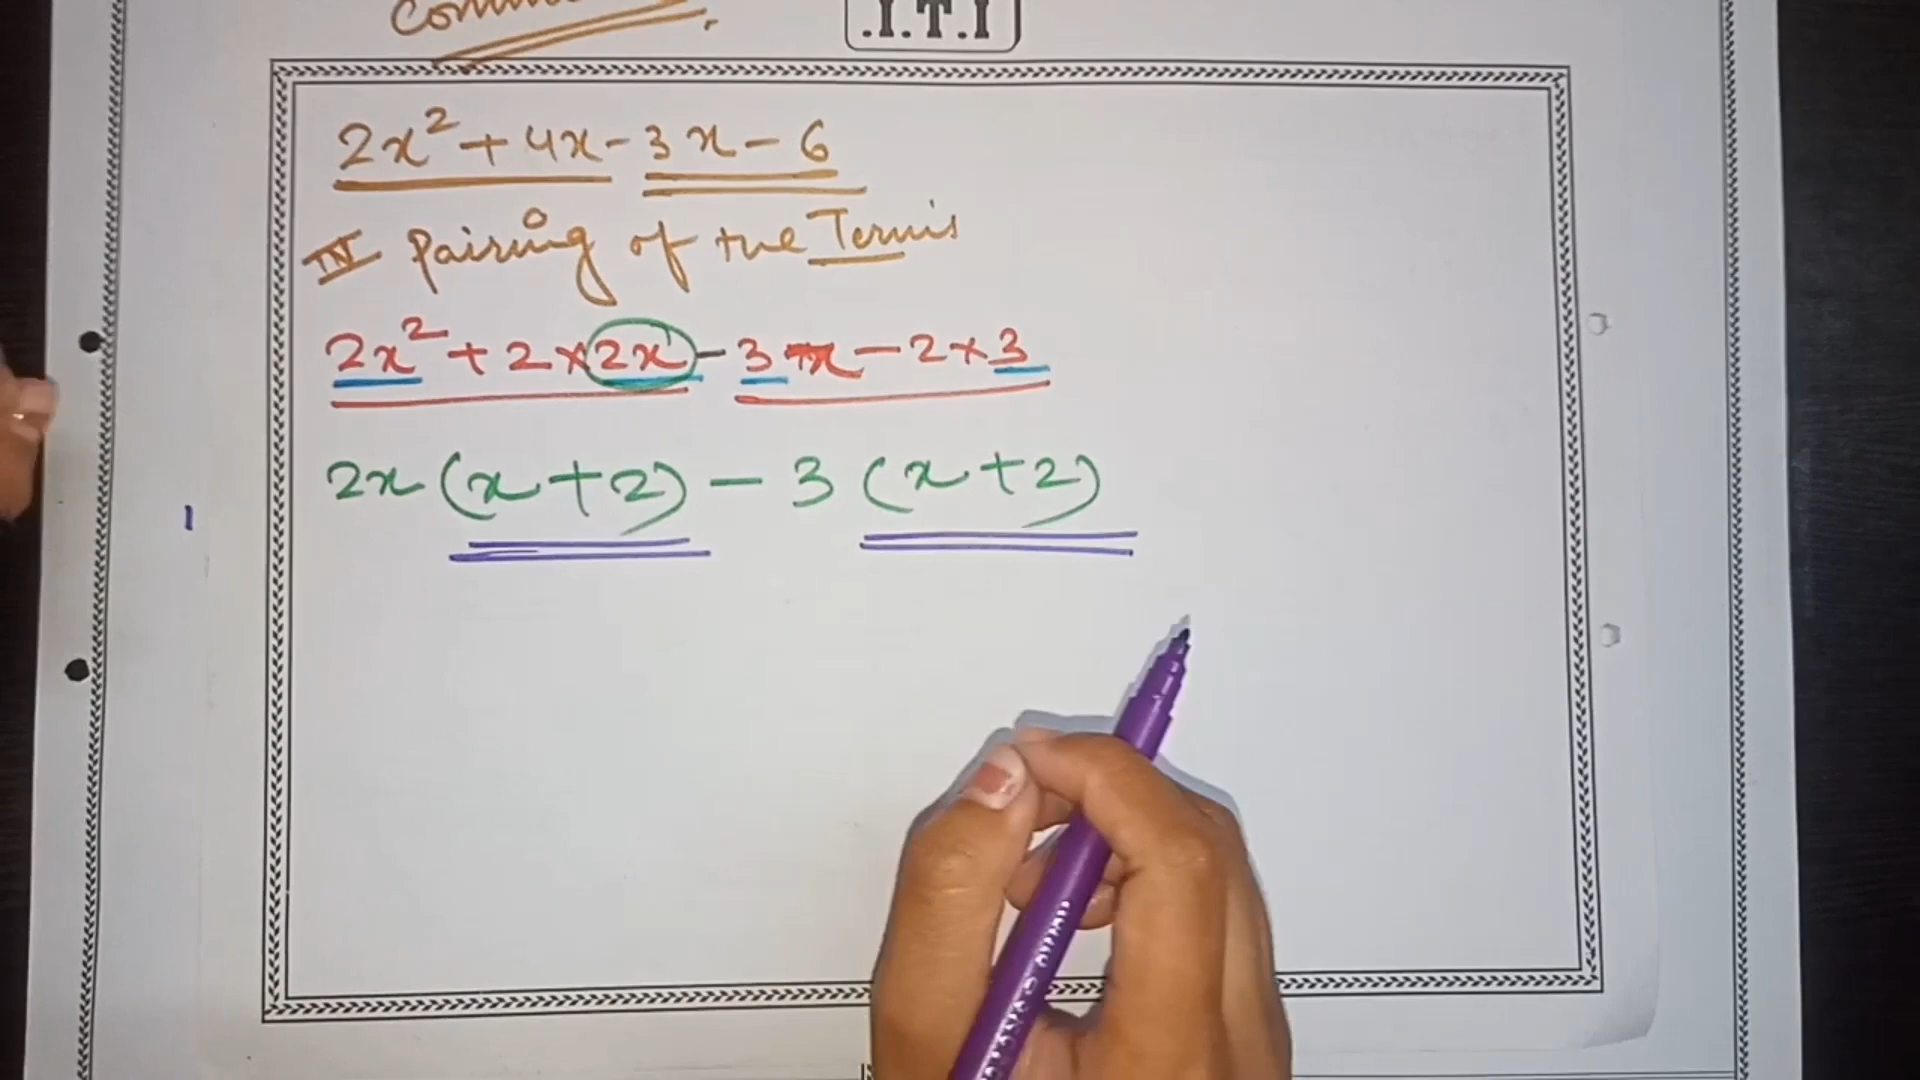 .I.T.I
2x² + 4x - 3x - 6
IV Pairing of the Terms
2x² + 2 × 2x - 3x - 2 × 3
2x (x + 2) - 3 (x + 2)